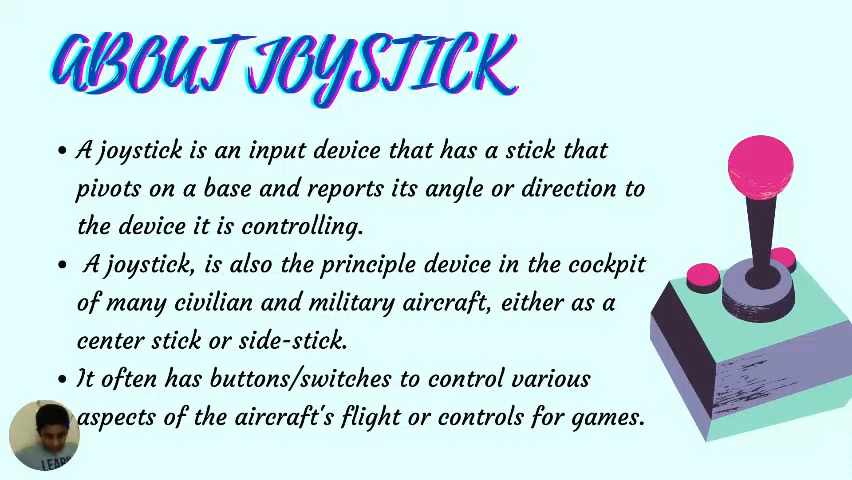 ABOUT JOYSTICK
• A joystick is an input device that has a stick that
pivots on a base and reports its angle or direction to
the device it is controlling.
• A joystick, is also the principle device in the cockpit
of many civilian and military aircraft, either as a
center stick or side-stick.
• It often has buttons/switches to control various
aspects of the aircraft's flight or controls for games.
LEARN